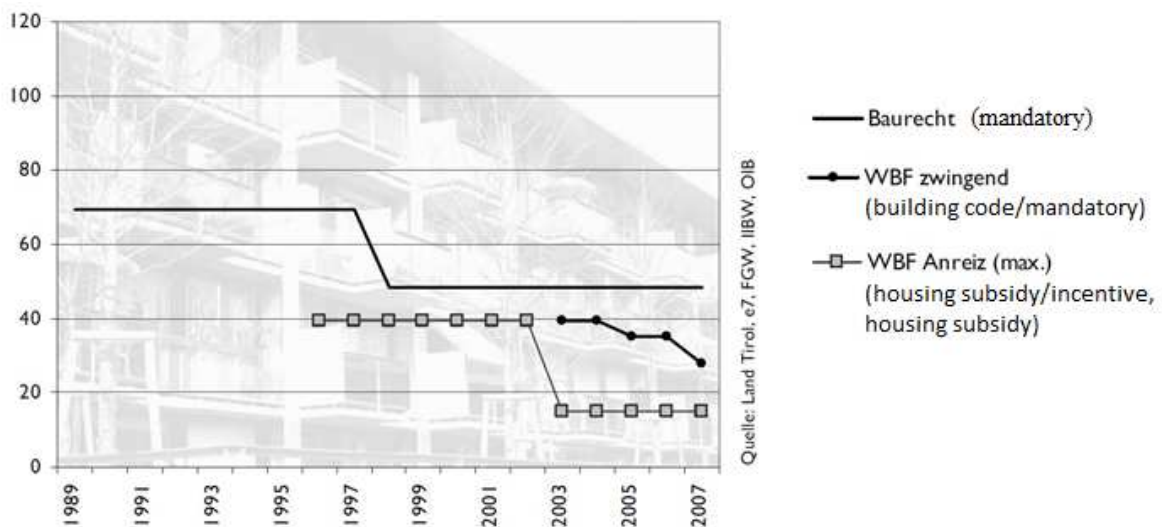 120
100
80
60
40
20
0
1989
1991
1993
1995
1997
1999
2001
2003
2005
2007
Quelle: Land Tirol, e7, FGW, IIBW, OIB
Baurecht (mandatory)
WBF zwingend
(building code/mandatory)
WBF Anreiz (max.)
(housing subsidy/incentive,
housing subsidy)